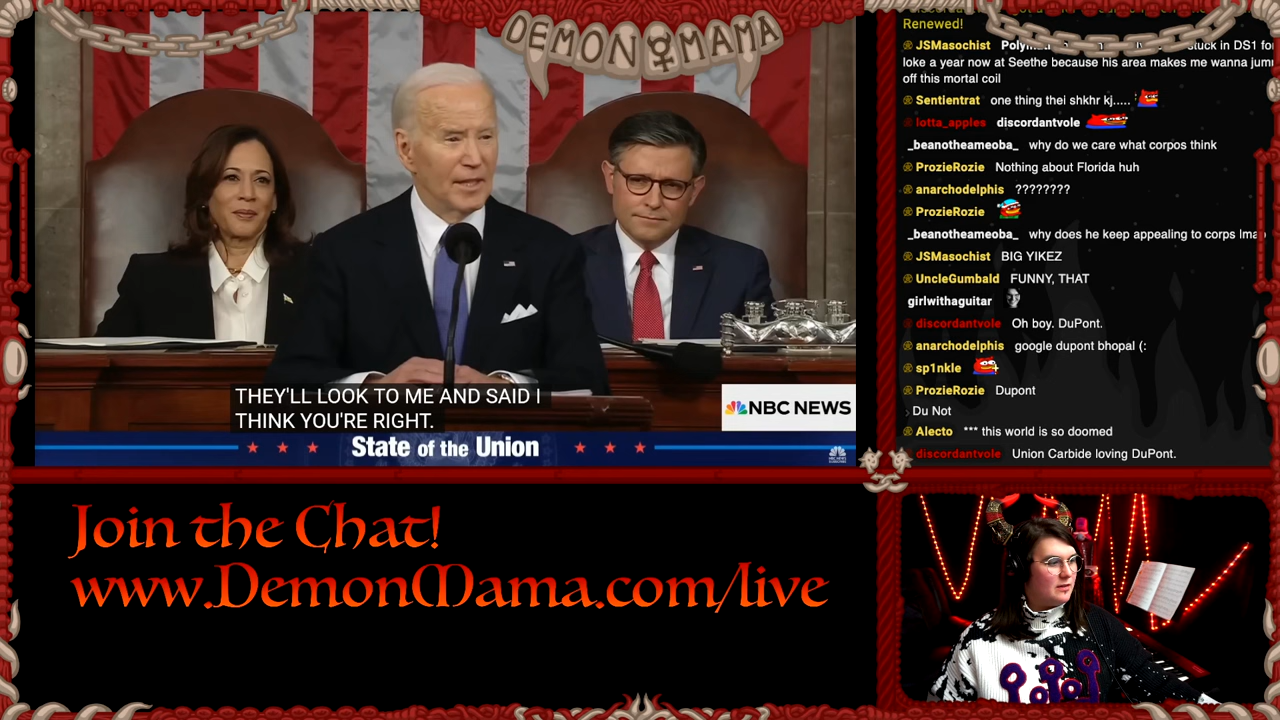 DEMON MAMA
THEY'LL LOOK TO ME AND SAID I
THINK YOU'RE RIGHT.
NBC NEWS
State of the Union
Join the Chat!
www.DemonMama.com/live
Renewed!
JSMasochist stuck in DS1 for
loke a year now at Seethe because his area makes me wanna jum
off this mortal coil
Sentientrat one thing thei shkhr kj.....
lotta_apples discordantvole
_beanotheameoba_ why do we care what corpos think
ProzieRozie Nothing about Florida huh
anarchodelphis ????????
ProzieRozie
_beanotheameoba_ why does he keep appealing to corps lmao
JSMasochist BIG YIKEZ
UncleGumbald FUNNY, THAT
girlwithaguitar
discordantvole Oh boy. DuPont.
anarchodelphis google dupont bhopal (:
sp1nkle
ProzieRozie Dupont
› Du Not
Alecto *** this world is so doomed
discordantvole Union Carbide loving DuPont.